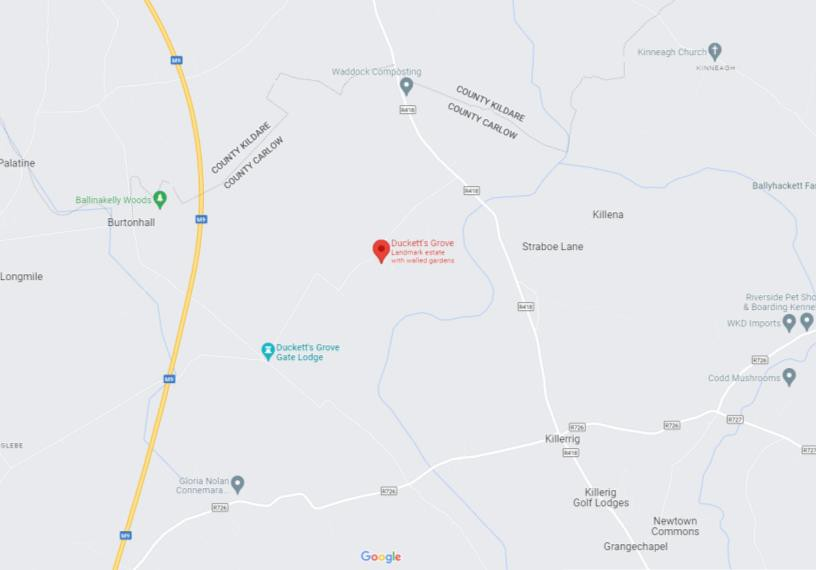 Kinneagh Church
KINNEAGH
M9
Waddock Composting
COUNTY KILDARE
COUNTY CARLOW
R418
COUNTY KILDARE
COUNTY CARLOW
Palatine
Ballinakelly Woods
Burtonhall
M9
R418
Ballyhackett Far
Killena
Straboe Lane
Duckett's Grove
Landmark estate
with walled gardens
Longmile
R418
Riverside Pet Sho
& Boarding Kenne
WKD Imports
Duckett's Grove
Gate Lodge
R726
M9
Codd Mushrooms
R726
R726
R727
Killerrig
R418
R727
GLEBE
Gloria Nolan
Connemara...
R726
R726
Killerig
Golf Lodges
Newtown
Commons
M9
Grangechapel
Google